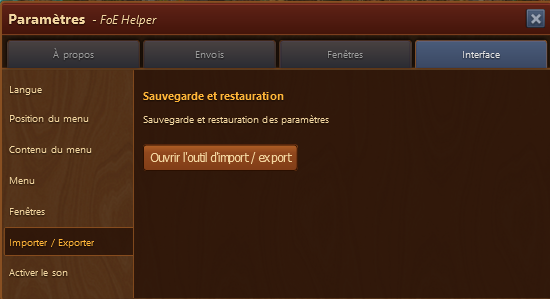 Paramètres - FoE Helper
À propos
Envois
Fenêtres
Interface
Langue
Position du menu
Contenu du menu
Menu
Fenêtres
Importer / Exporter
Activer le son
Sauvegarde et restauration
Sauvegarde et restauration des paramètres
Ouvrir l'outil d'import / export